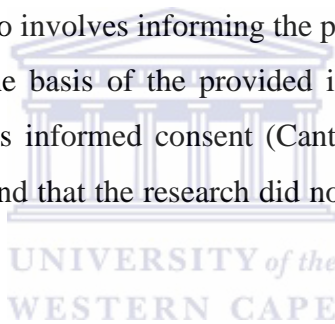 o involves informing the p
e basis of the provided i
s informed consent (Cant
nd that the research did no
UNIVERSITY of the
WESTERN CAPE